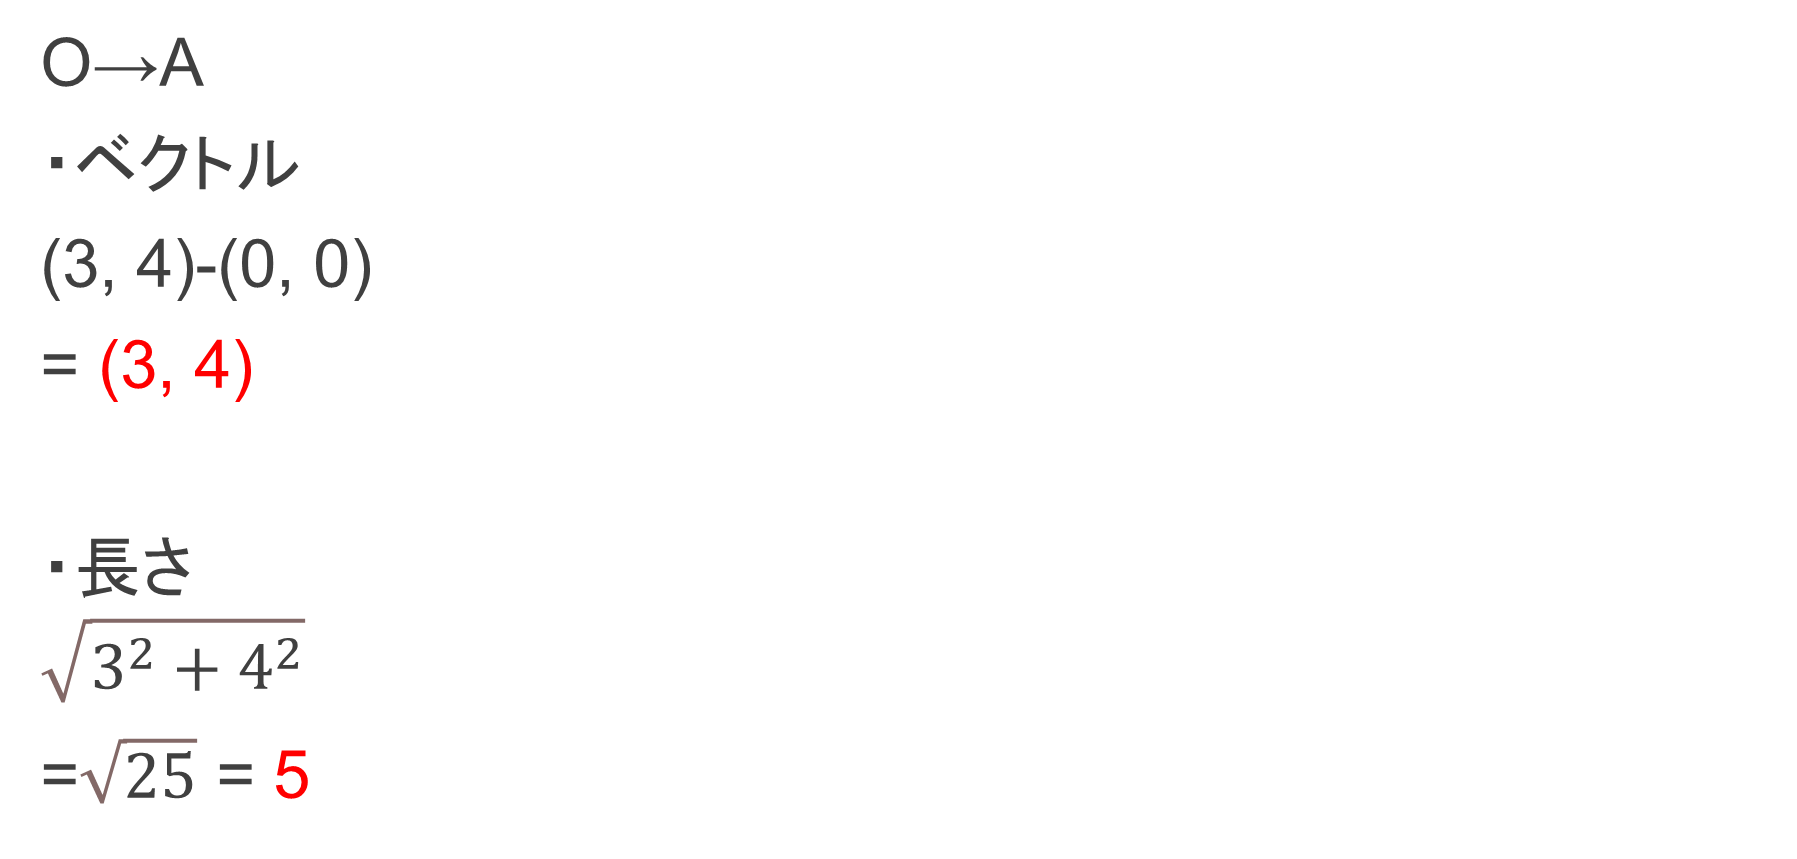 O→A
・ベクトル
(3, 4)-(0, 0)
= (3, 4)
・長さ
√3² + 4²
=√25 = 5